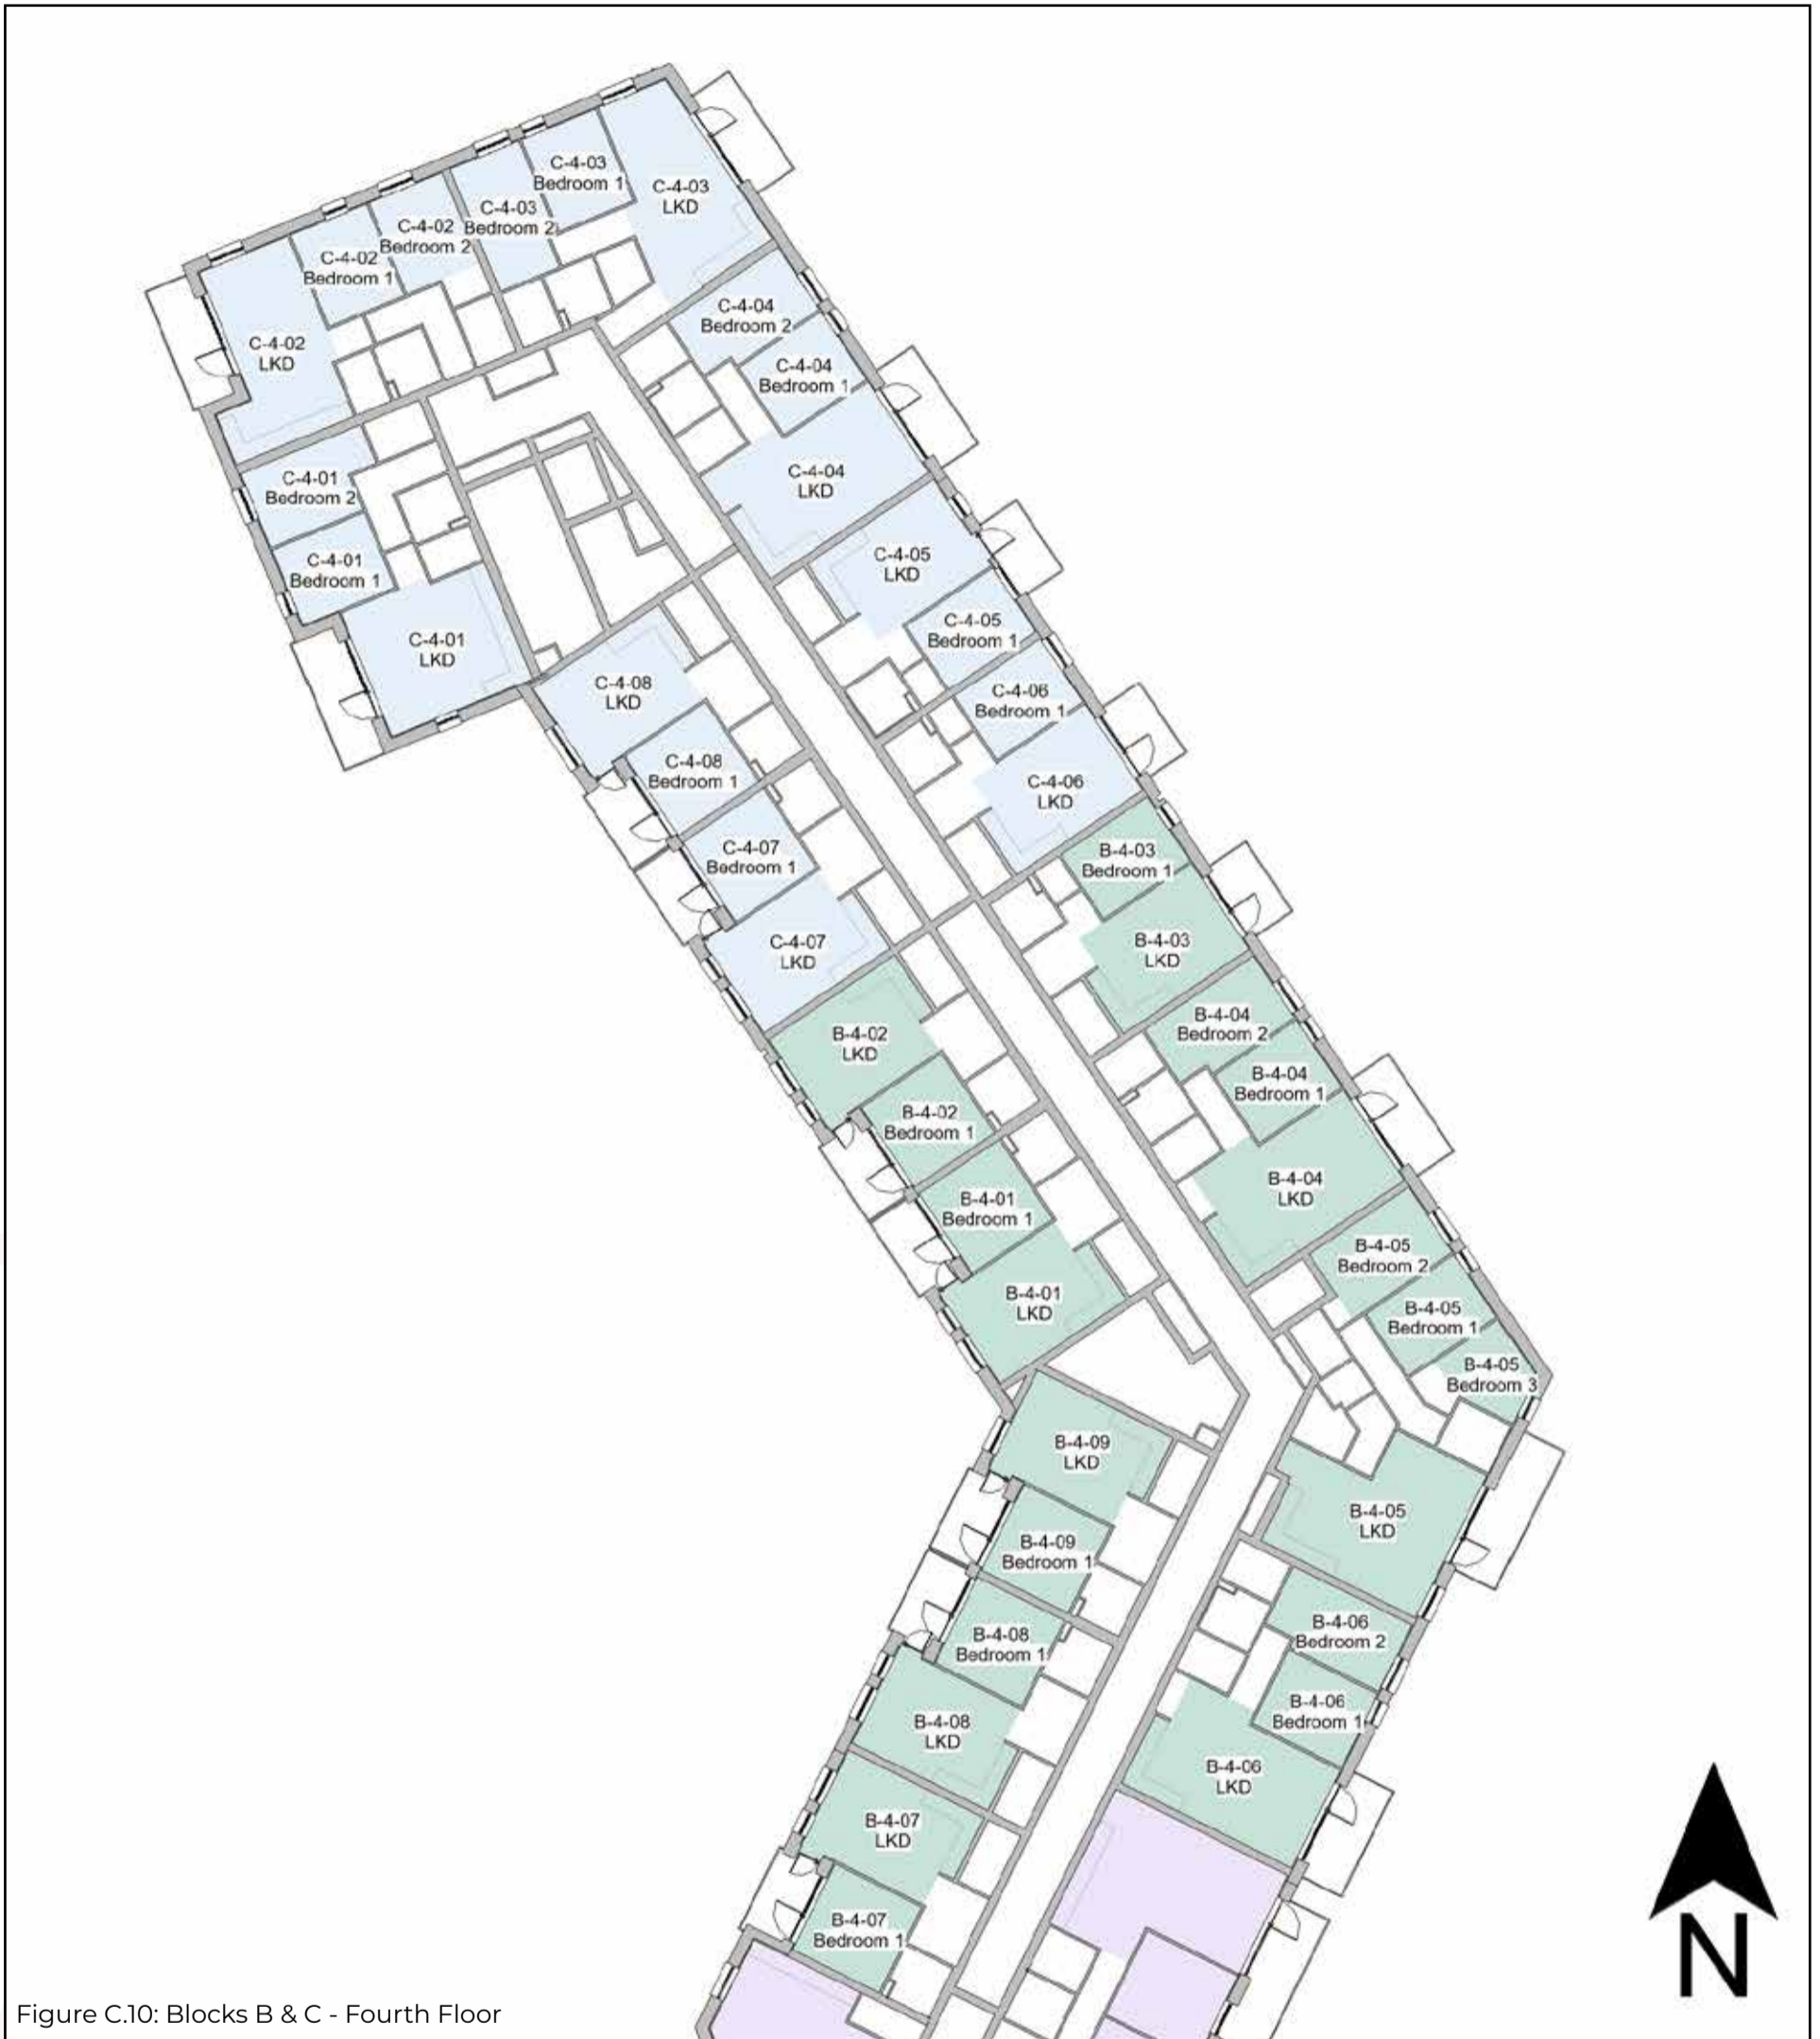 C-4-03
Bedroom 1
C-4-03
LKD
C-4-03
Bedroom 2
C-4-02
Bedroom 2
C-4-02
Bedroom 1
C-4-02
LKD
C-4-04
Bedroom 2
C-4-04
Bedroom 1
C-4-04
LKD
C-4-01
Bedroom 2
C-4-01
Bedroom 1
C-4-01
LKD
C-4-05
LKD
C-4-05
Bedroom 1
C-4-08
LKD
C-4-06
Bedroom 1
C-4-08
Bedroom 1
C-4-06
LKD
C-4-07
Bedroom 1
B-4-03
Bedroom 1
C-4-07
LKD
B-4-03
LKD
B-4-02
LKD
B-4-04
Bedroom 2
B-4-04
Bedroom 1
B-4-02
Bedroom 1
B-4-04
LKD
B-4-01
Bedroom 1
B-4-05
Bedroom 2
B-4-01
LKD
B-4-05
Bedroom 1
B-4-05
Bedroom 3
B-4-09
LKD
B-4-05
LKD
B-4-09
Bedroom 1
B-4-06
Bedroom 2
B-4-08
Bedroom 1
B-4-06
Bedroom 1
B-4-08
LKD
B-4-06
LKD
B-4-07
LKD
B-4-07
Bedroom 1
N
Figure C.10: Blocks B & C - Fourth Floor